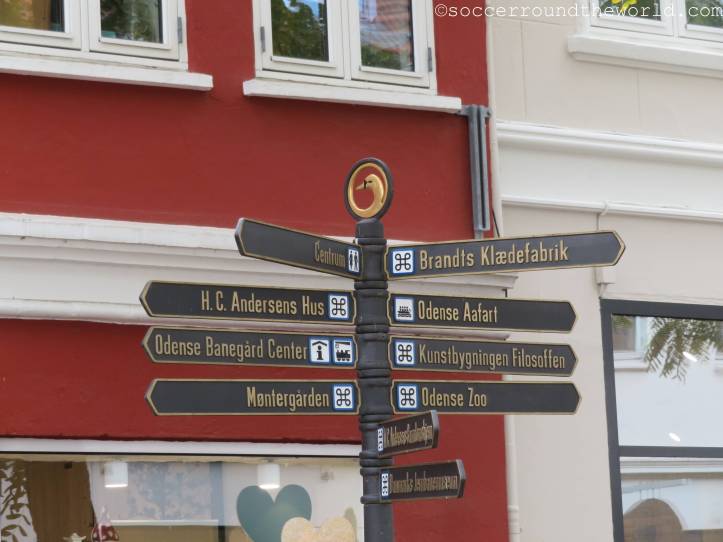 ©soccerroundtheworld.com
Centrum
Brandts Klædefabrik
H.C. Andersens Hus
Odense Aafart
Odense Banegård Center
Kunstbygningen Filosoffen
Møntergården
Odense Zoo